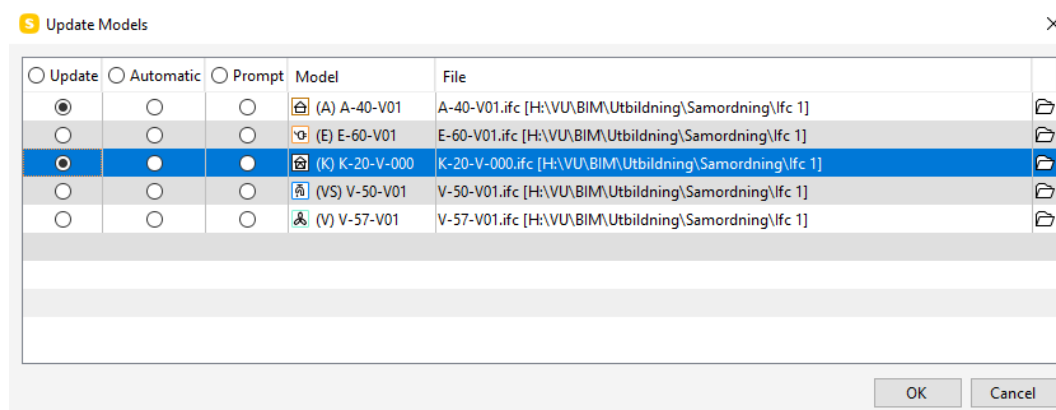 S Update Models
Update Automatic Prompt Model File
(A) A-40-V01 A-40-V01.ifc [H:\VU\BIM\Utbildning\Samordning\Ifc 1]
(E) E-60-V01 E-60-V01.ifc [H:\VU\BIM\Utbildning\Samordning\Ifc 1]
(K) K-20-V-000 K-20-V-000.ifc [H:\VU\BIM\Utbildning\Samordning\Ifc 1]
(VS) V-50-V01 V-50-V01.ifc [H:\VU\BIM\Utbildning\Samordning\Ifc 1]
(V) V-57-V01 V-57-V01.ifc [H:\VU\BIM\Utbildning\Samordning\Ifc 1]
OK Cancel